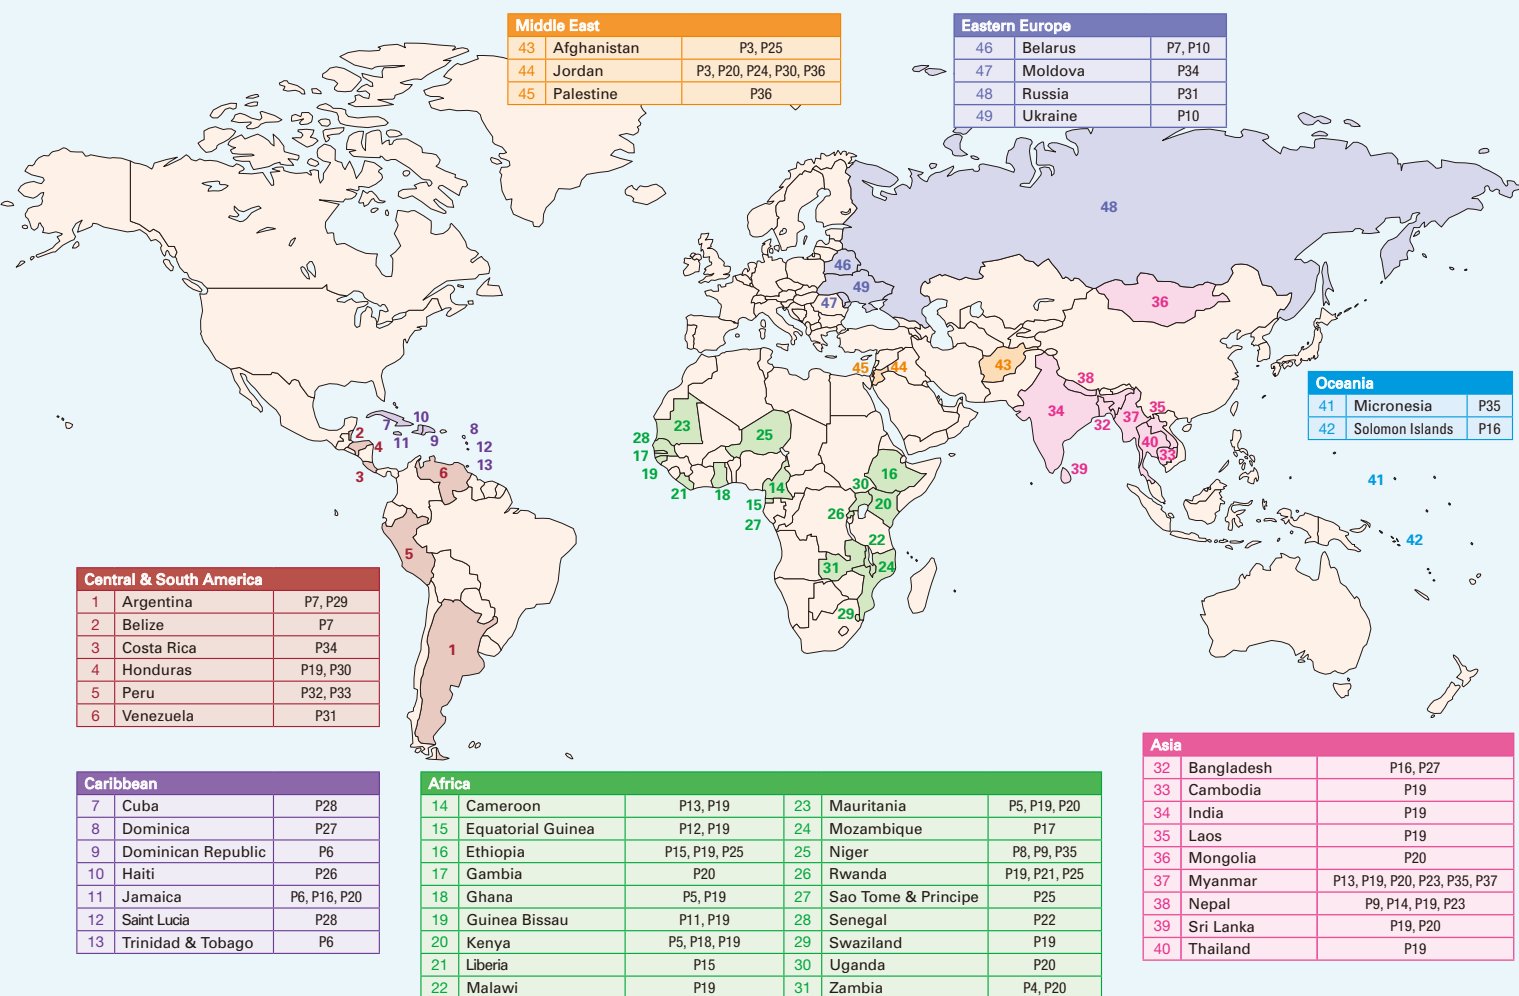 Middle East
43 Afghanistan P3, P25
44 Jordan P3, P20, P24, P30, P36
45 Palestine P36
Eastern Europe
46 Belarus P7, P10
47 Moldova P34
48 Russia P31
49 Ukraine P10
48
46
49
47
36
45
44
43
38
34
35
37
32
40
33
39
Oceania
41 Micronesia P35
42 Solomon Islands P16
41
42
10
7
8
11
9
12
13
2
4
3
6
5
1
23
25
28
17
19
21
18
14
15
27
16
30
20
26
22
31
24
29
Central & South America
1 Argentina P7, P29
2 Belize P7
3 Costa Rica P34
4 Honduras P19, P30
5 Peru P32, P33
6 Venezuela P31
Caribbean
7 Cuba P28
8 Dominica P27
9 Dominican Republic P6
10 Haiti P26
11 Jamaica P6, P16, P20
12 Saint Lucia P28
13 Trinidad & Tobago P6
Africa
14 Cameroon P13, P19 23 Mauritania P5, P19, P20
15 Equatorial Guinea P12, P19 24 Mozambique P17
16 Ethiopia P15, P19, P25 25 Niger P8, P9, P35
17 Gambia P20 26 Rwanda P19, P21, P25
18 Ghana P5, P19 27 Sao Tome & Principe P25
19 Guinea Bissau P11, P19 28 Senegal P22
20 Kenya P5, P18, P19 29 Swaziland P19
21 Liberia P15 30 Uganda P20
22 Malawi P19 31 Zambia P4, P20
Asia
32 Bangladesh P16, P27
33 Cambodia P19
34 India P19
35 Laos P19
36 Mongolia P20
37 Myanmar P13, P19, P20, P23, P35, P37
38 Nepal P9, P14, P19, P23
39 Sri Lanka P19, P20
40 Thailand P19